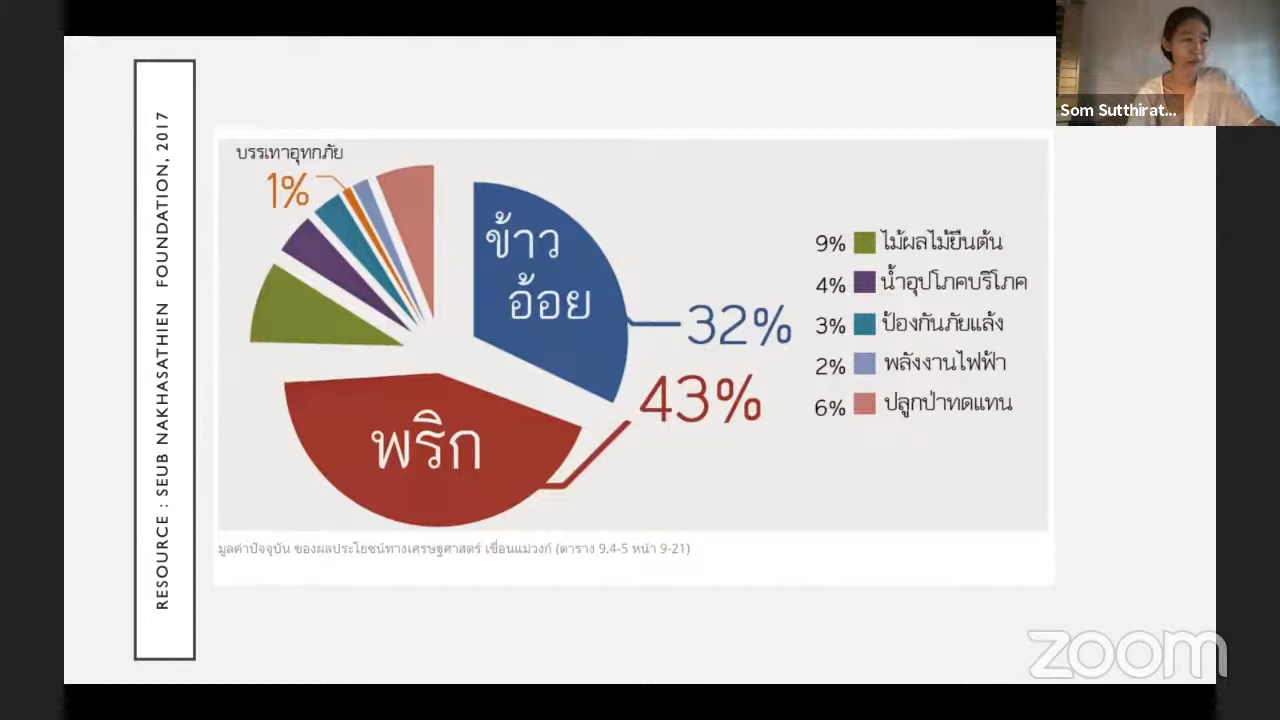 Som Sutthirat...
RESOURCE : SEUB NAKHASATHIEN FOUNDATION, 2017
บรรเทาอุทกภัย
1%
ข้าว
อ้อย
32%
43%
พริก
9% ไม้ผลไม้ยืนต้น
4% น้ำอุปโภคบริโภค
3% ป้องกันภัยแล้ง
2% พลังงานไฟฟ้า
6% ปลูกป่าทดแทน
มูลค่าปัจจุบัน ของผลประโยชน์ทางเศรษฐศาสตร์ เขื่อนแม่วงก์ (ตาราง 9.4-5 หน้า 9-21)
zoom